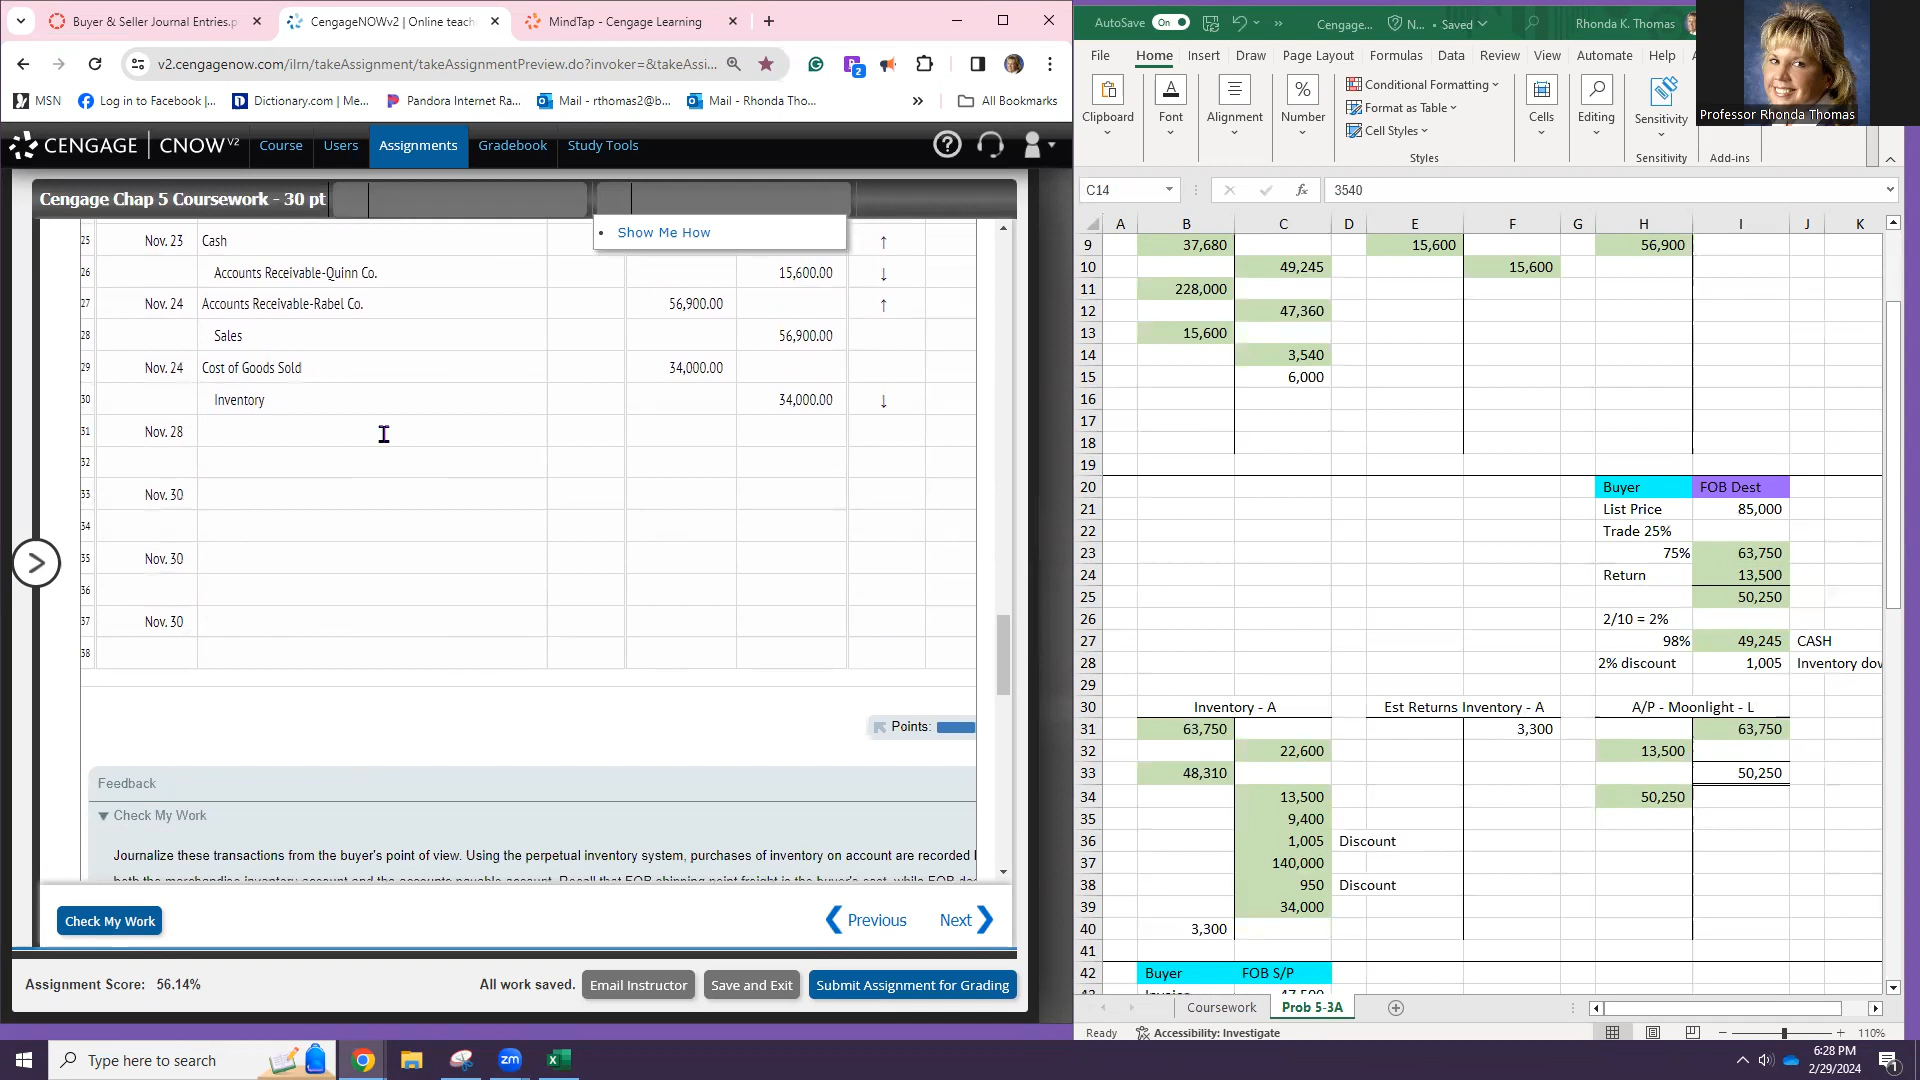 Buyer & Seller Journal Entries.p
CengageNOWv2 | Online teach
MindTap - Cengage Learning
v2.cengagenow.com/ilrn/takeAssignment/takeAssignmentPreview.do?invoker=&takeAssi...
MSN
Log in to Facebook |...
Dictionary.com | Me...
Pandora Internet Ra...
Mail - rthomas2@b...
Mail - Rhonda Tho...
»
All Bookmarks
CENGAGE | CNOWV2
Course
Users
Assignments
Gradebook
Study Tools
Cengage Chap 5 Coursework - 30 pt
• Show Me How
25 Nov. 23 Cash ↑
26 Accounts Receivable-Quinn Co. 15,600.00 ↓
27 Nov. 24 Accounts Receivable-Rabel Co. 56,900.00 ↑
28 Sales 56,900.00
29 Nov. 24 Cost of Goods Sold 34,000.00
30 Inventory 34,000.00 ↓
31 Nov. 28
32
33 Nov. 30
34
35 Nov. 30
36
37 Nov. 30
38
Points:
Feedback
Check My Work
Journalize these transactions from the buyer's point of view. Using the perpetual inventory system, purchases of inventory on account are recorded
Check My Work
Previous
Next
Assignment Score: 56.14%
All work saved.
Email Instructor
Save and Exit
Submit Assignment for Grading
AutoSave On
Cengage...
N...
• Saved
Rhonda K. Thomas
Professor Rhonda Thomas
File Home Insert Draw Page Layout Formulas Data Review View Automate Help
Clipboard
Font
Alignment
Number
Conditional Formatting
Format as Table
Cell Styles
Styles
Cells
Editing
Sensitivity
Sensitivity
Add-ins
C14 fx 3540
A B C D E F G H I J K
9 37,680 15,600 56,900
10 49,245 15,600
11 228,000
12 47,360
13 15,600
14 3,540
15 6,000
16
17
18
19
20 Buyer FOB Dest
21 List Price 85,000
22 Trade 25%
23 75% 63,750
24 Return 13,500
25 50,250
26 2/10 = 2%
27 98% 49,245 CASH
28 2% discount 1,005 Inventory dov
29
30 Inventory - A Est Returns Inventory - A A/P - Moonlight - L
31 63,750 3,300 63,750
32 22,600 13,500
33 48,310 50,250
34 13,500 50,250
35 9,400
36 1,005 Discount
37 140,000
38 950 Discount
39 34,000
40 3,300
41
42 Buyer FOB S/P
Coursework
Prob 5-3A
Ready
Accessibility: Investigate
110%
Type here to search
6:28 PM
2/29/2024